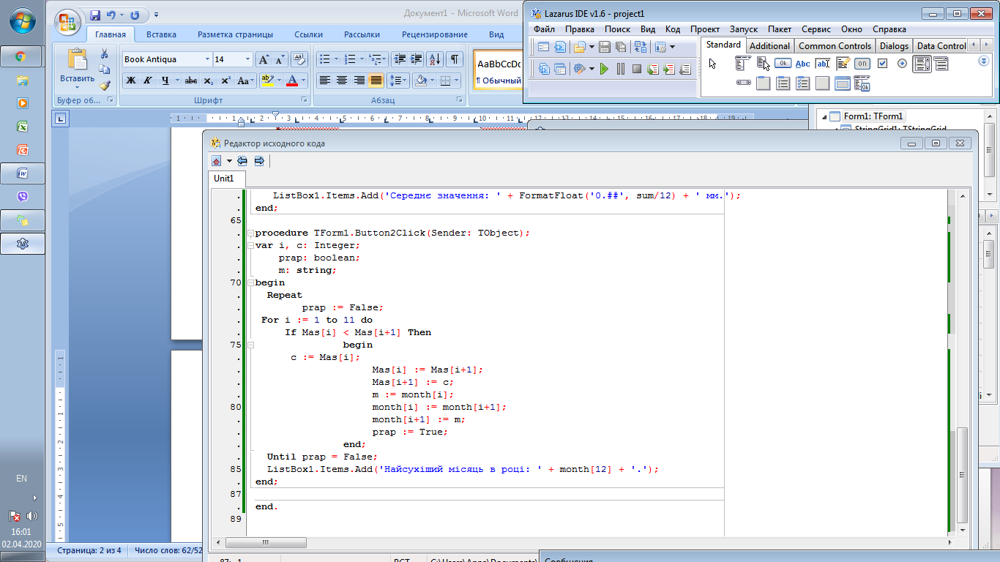 Документ1 - Microsoft Word
Главная Вставка Разметка страницы Ссылки Рассылки Рецензирование Вид
Вставить
Буфер об...
Book Antiqua 14
Ж К Ч
Шрифт
Абзац
AaBbCcDc
¶ Обычный
Lazarus IDE v1.6 - project1
Файл Правка Поиск Вид Код Проект Запуск Пакет Сервис Окно Справка
Standard Additional Common Controls Dialogs Data Control
Form1: TForm1
StringGrid1: TStringGrid
Редактор исходного кода
Unit1
ListBox1.Items.Add('Середнє значення: ' + FormatFloat('0.##', sum/12) + ' мм.');
end;
65
procedure TForm1.Button2Click(Sender: TObject);
var i, c: Integer;
prap: boolean;
m: string;
70 begin
Repeat
prap := False;
For i := 1 to 11 do
If Mas[i] < Mas[i+1] Then
75 begin
c := Mas[i];
Mas[i] := Mas[i+1];
Mas[i+1] := c;
m := month[i];
80 month[i] := month[i+1];
month[i+1] := m;
prap := True;
end;
Until prap = False;
85 ListBox1.Items.Add('Найсухіший місяць в році: ' + month[12] + '.');
end;
87
end.
89
EN
16:01
02.04.2020
Страница: 2 из 4 Число слов: 62/52